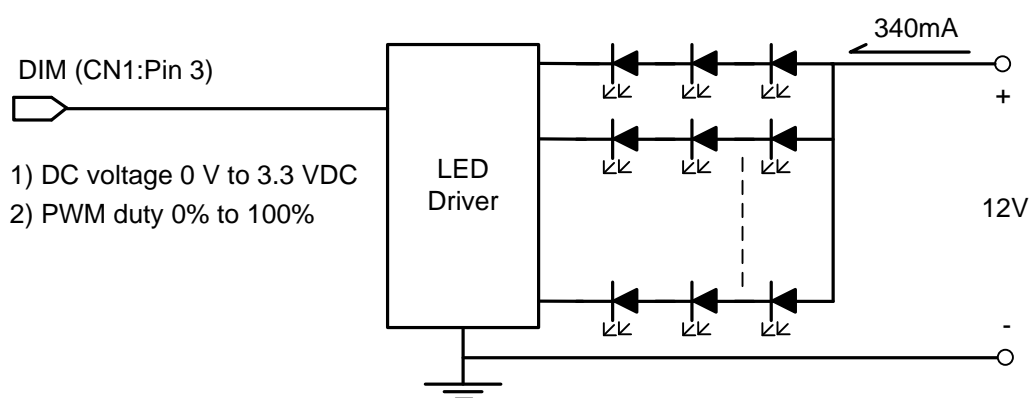 340mA
DIM (CN1:Pin 3)
+
1) DC voltage 0 V to 3.3 VDC
2) PWM duty 0% to 100%
LED
Driver
12V
-